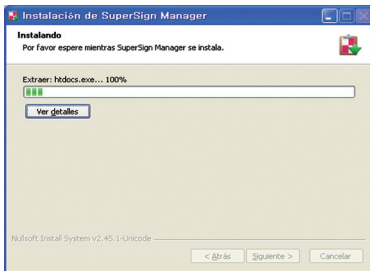 Instalación de SuperSign Manager
Instalando
Por favor espere mientras SuperSign Manager se instala.
Extraer: htdocs.exe... 100%
Ver detalles
Nullsoft Install System v2.45.1-Unicode
< Atrás Siguiente > Cancelar